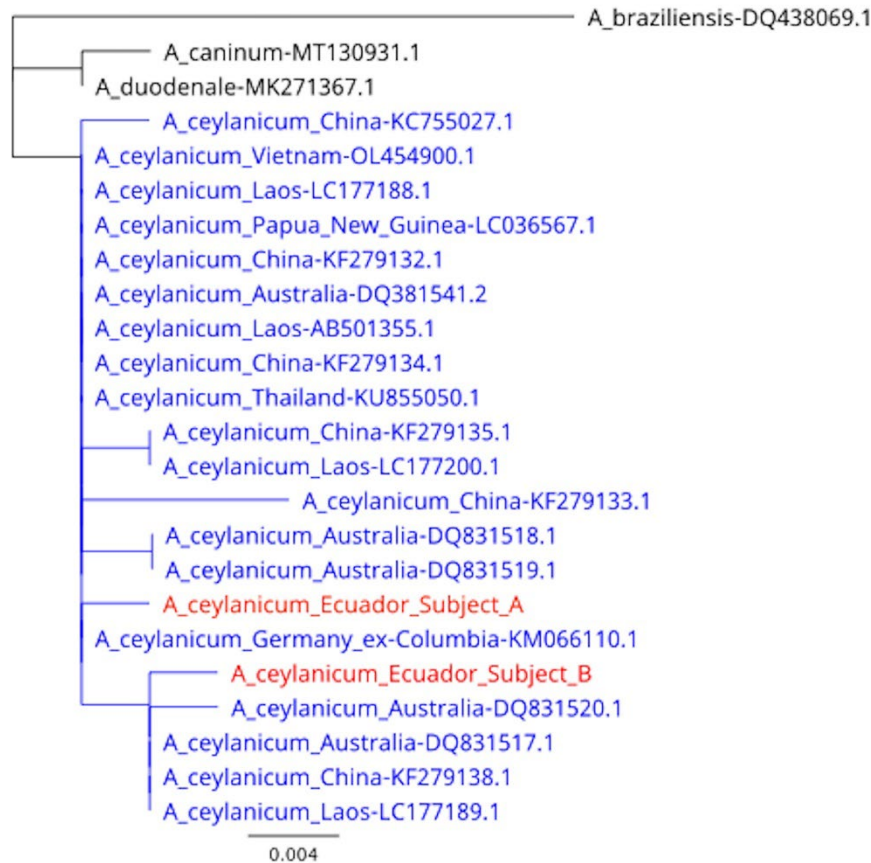 A_braziliensis-DQ438069.1
A_caninum-MT130931.1
A_duodenale-MK271367.1
A_ceylanicum_China-KC755027.1
A_ceylanicum_Vietnam-OL454900.1
A_ceylanicum_Laos-LC177188.1
A_ceylanicum_Papua_New_Guinea-LC036567.1
A_ceylanicum_China-KF279132.1
A_ceylanicum_Australia-DQ381541.2
A_ceylanicum_Laos-AB501355.1
A_ceylanicum_China-KF279134.1
A_ceylanicum_Thailand-KU855050.1
A_ceylanicum_China-KF279135.1
A_ceylanicum_Laos-LC177200.1
A_ceylanicum_China-KF279133.1
A_ceylanicum_Australia-DQ831518.1
A_ceylanicum_Australia-DQ831519.1
A_ceylanicum_Ecuador_Subject_A
A_ceylanicum_Germany_ex-Columbia-KM066110.1
A_ceylanicum_Ecuador_Subject_B
A_ceylanicum_Australia-DQ831520.1
A_ceylanicum_Australia-DQ831517.1
A_ceylanicum_China-KF279138.1
A_ceylanicum_Laos-LC177189.1
0.004